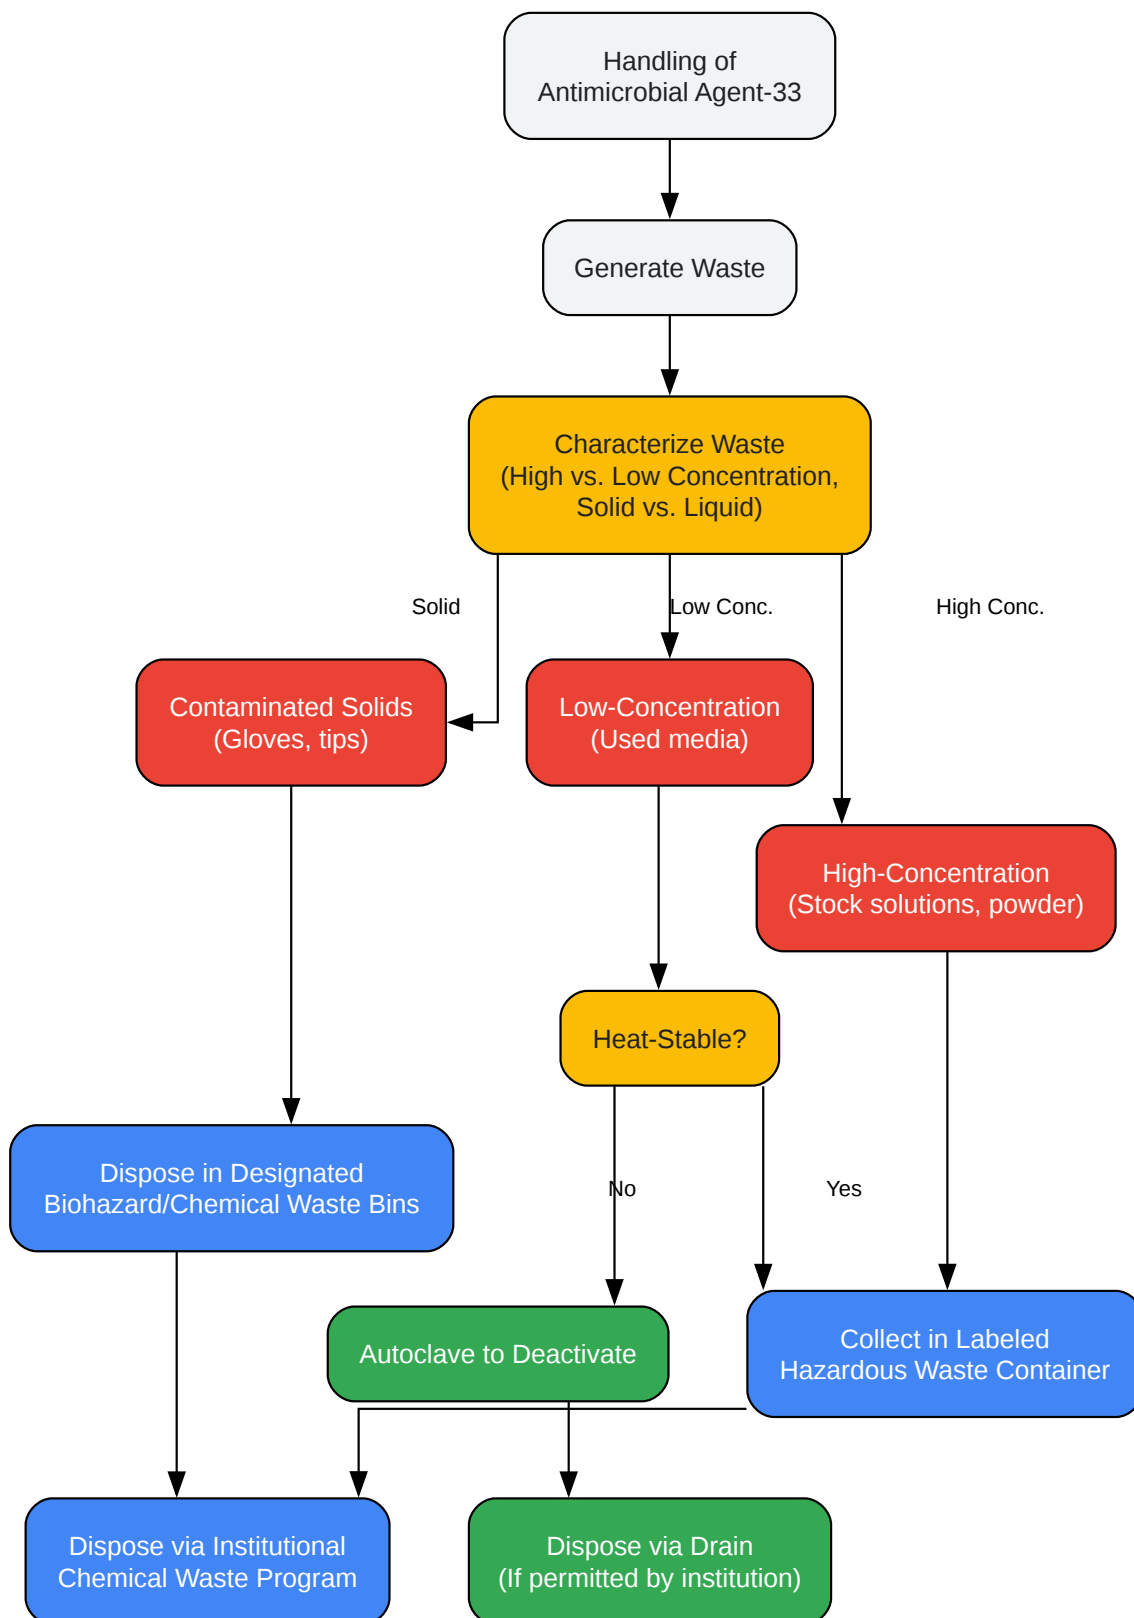 Handling of
Antimicrobial Agent-33
Generate Waste
Characterize Waste
(High vs. Low Concentration,
Solid vs. Liquid)
Solid
Low Conc.
High Conc.
Contaminated Solids
(Gloves, tips)
Low-Concentration
(Used media)
High-Concentration
(Stock solutions, powder)
Heat-Stable?
Dispose in Designated
Biohazard/Chemical Waste Bins
No
Yes
Autoclave to Deactivate
Collect in Labeled
Hazardous Waste Container
Dispose via Institutional
Chemical Waste Program
Dispose via Drain
(If permitted by institution)